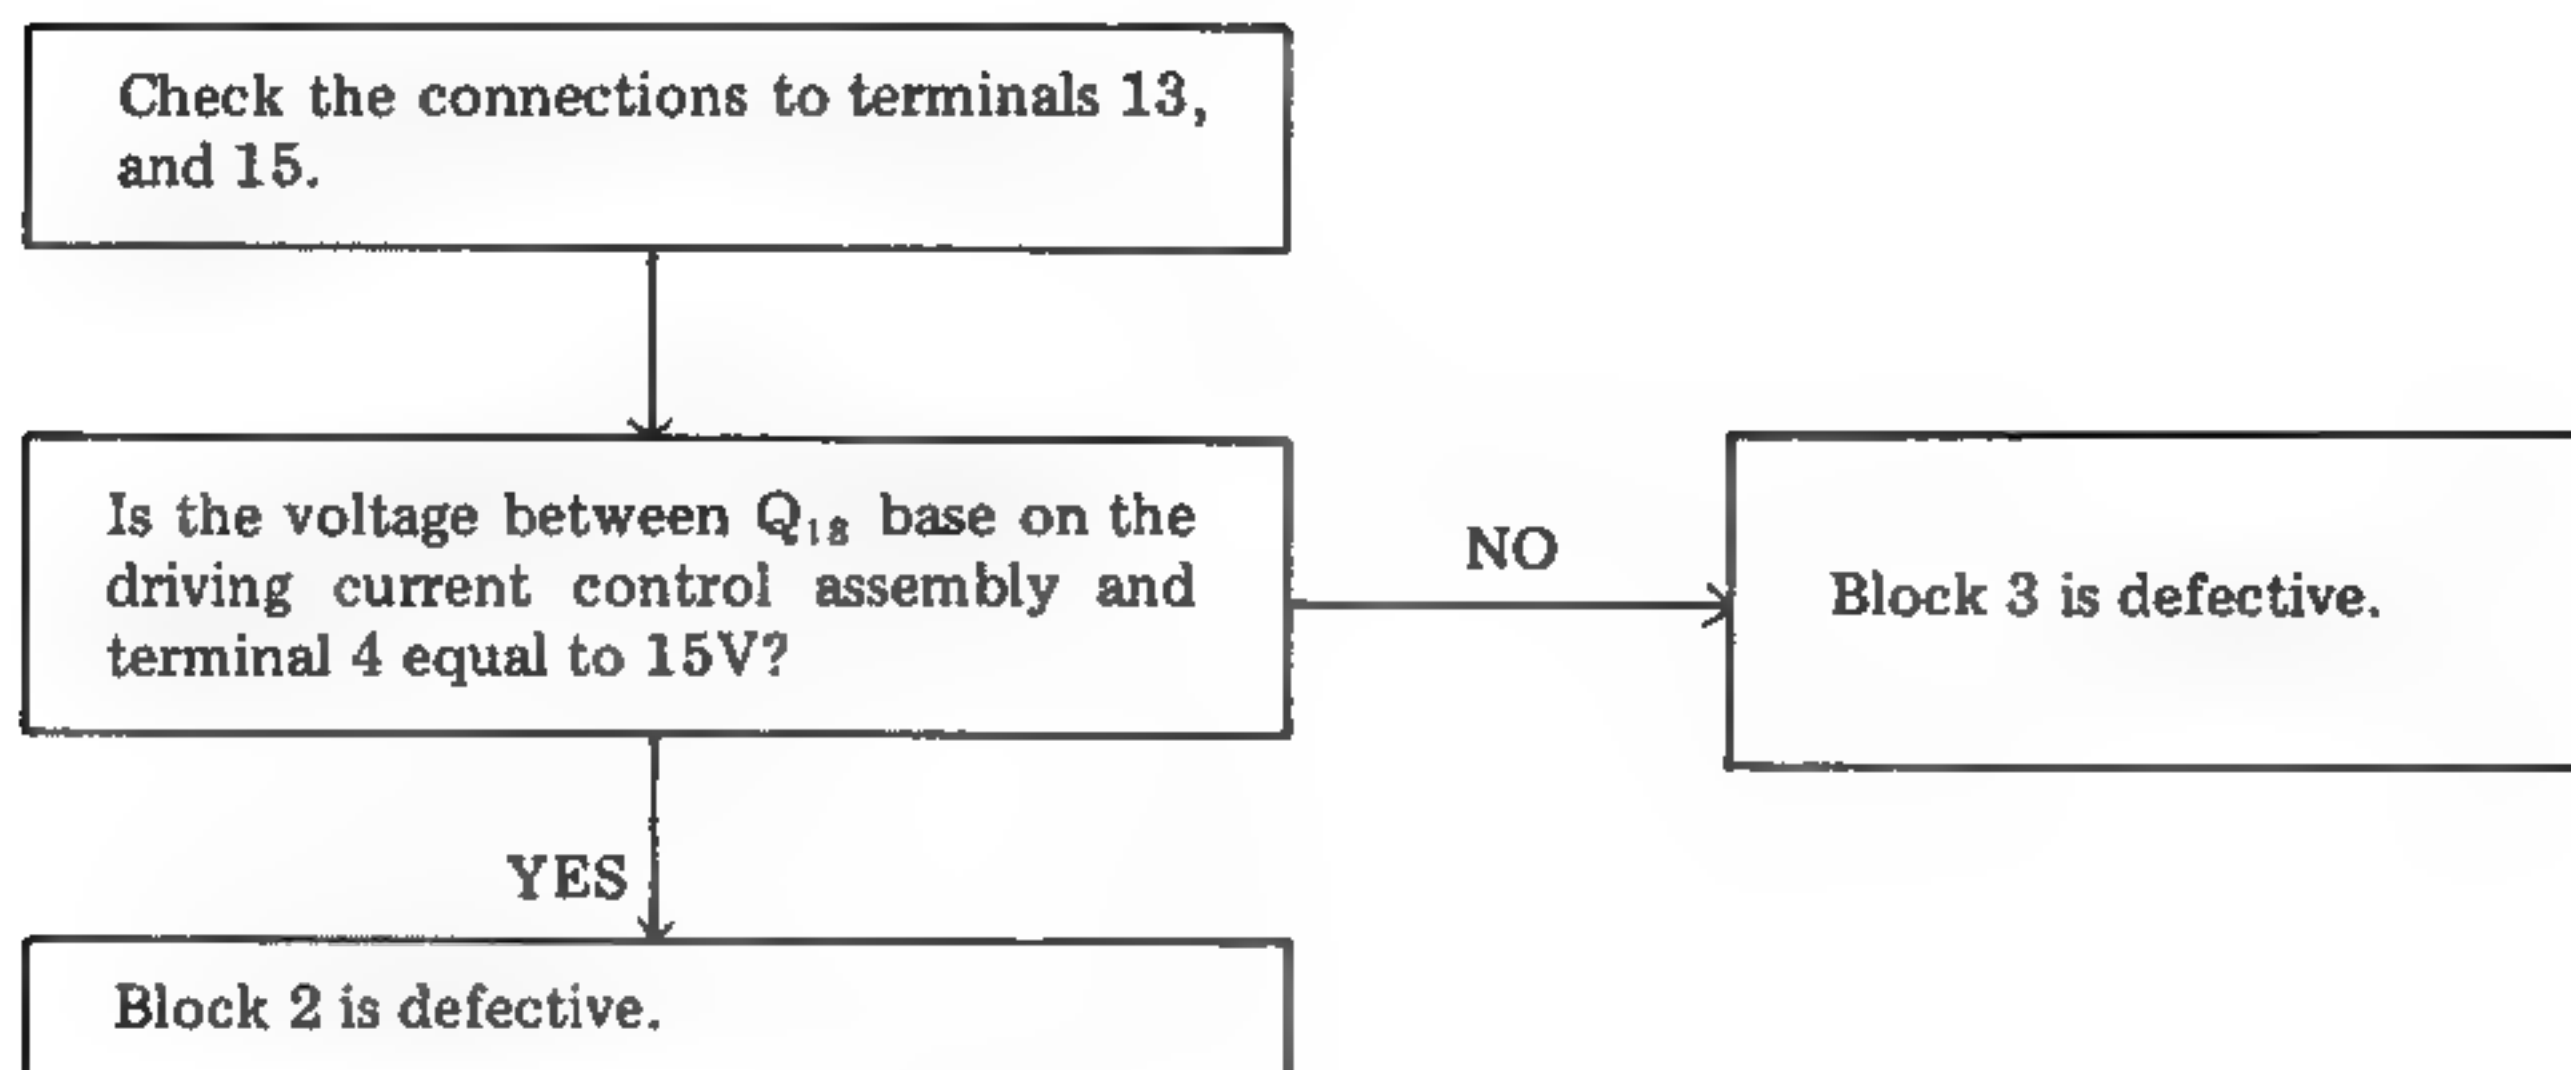 Check the connections to terminals 13,
and 15.
Is the voltage between Q₁₈ base on the
driving current control assembly and
terminal 4 equal to 15V?
NO
Block 3 is defective.
YES
Block 2 is defective.